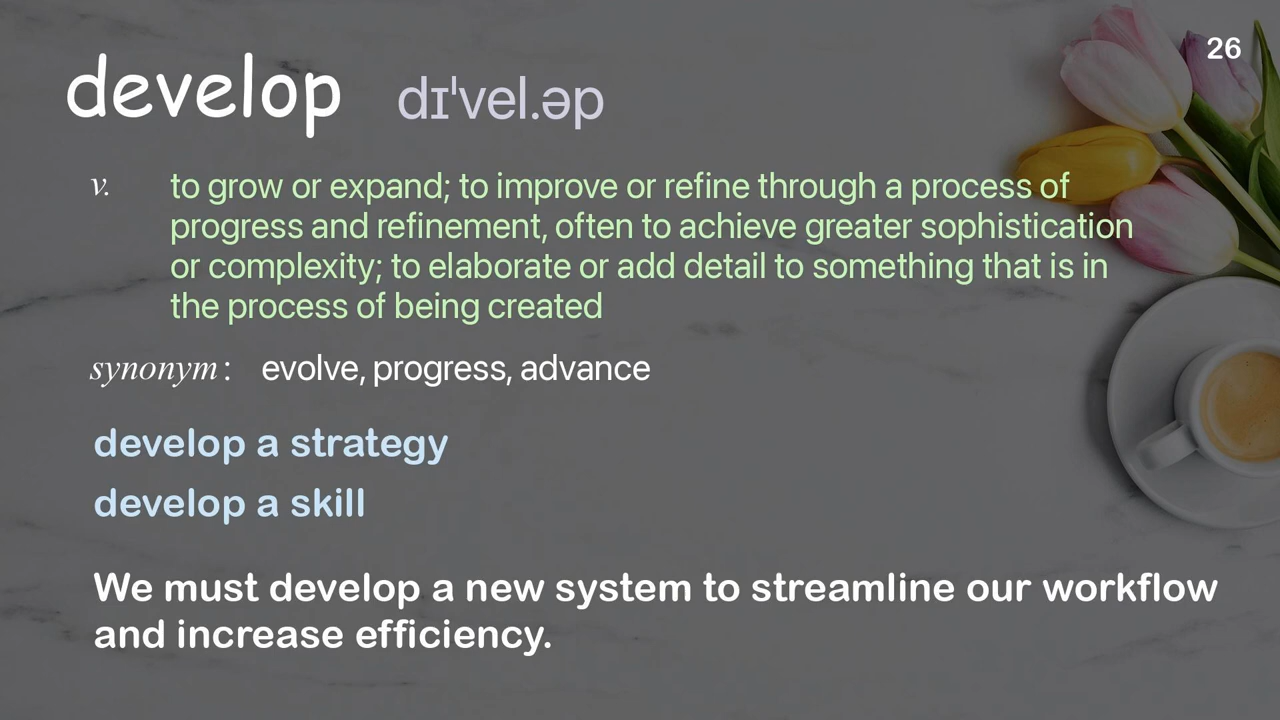 26
develop dɪˈvel.əp
v. to grow or expand; to improve or refine through a process of
progress and refinement, often to achieve greater sophistication
or complexity; to elaborate or add detail to something that is in
the process of being created
synonym: evolve, progress, advance
develop a strategy
develop a skill
We must develop a new system to streamline our workflow
and increase efficiency.